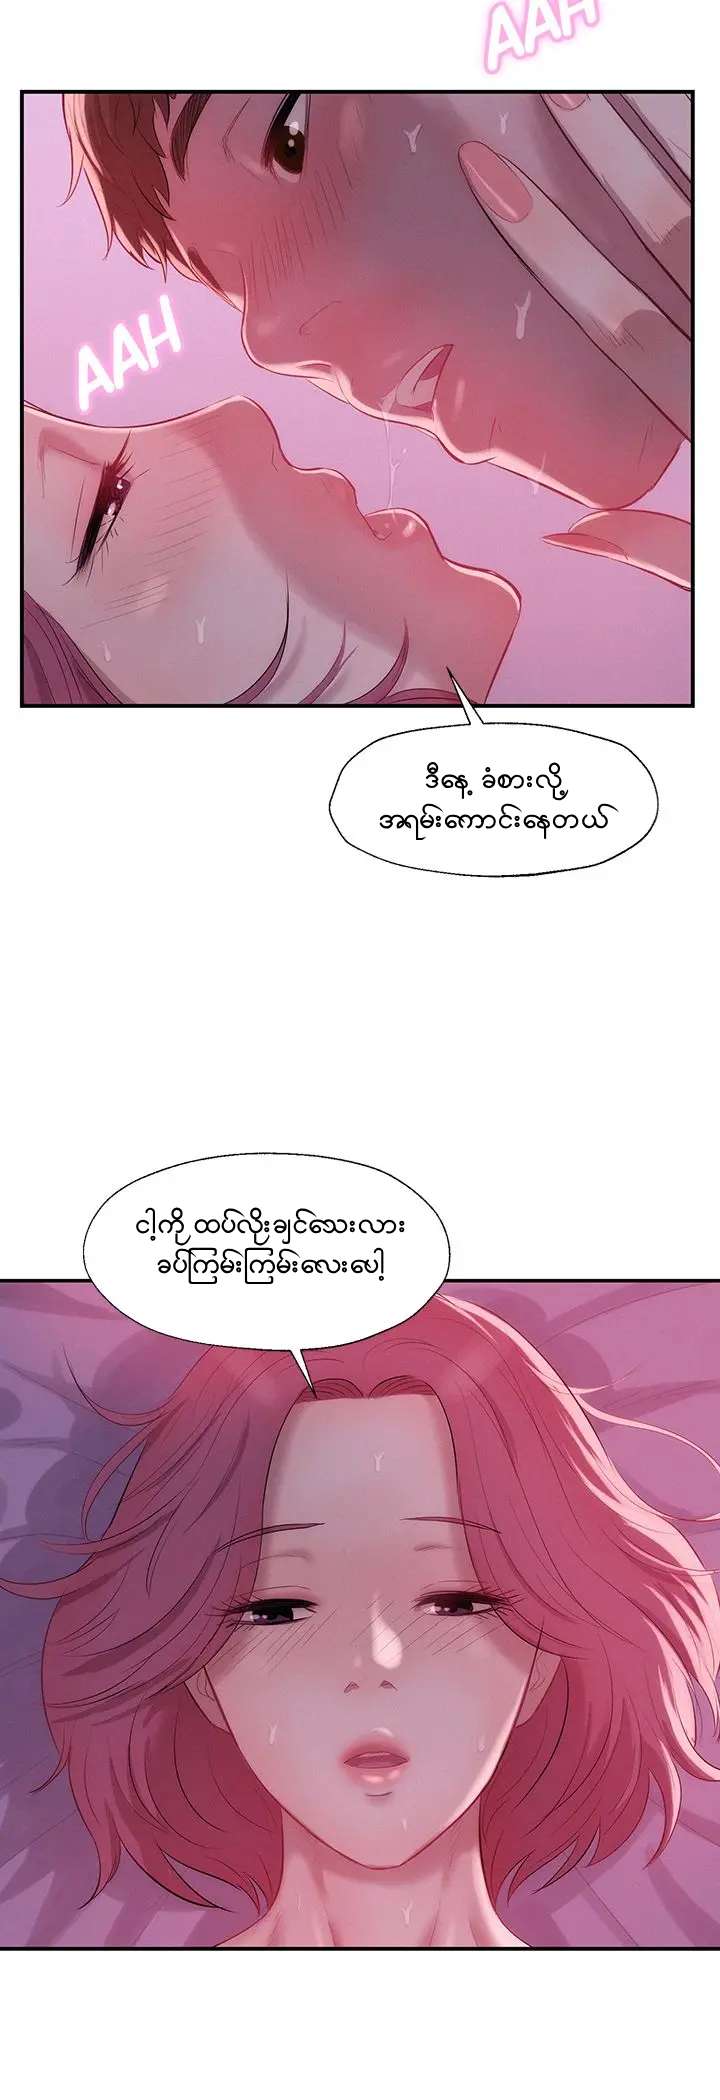 AAH
AAH
ဒီနေ့ ခံစားလို့
အရမ်းကောင်းနေတယ်
ငါ့ကို ထပ်လိုးချင်သေးလား
ခပ်ကြမ်းကြမ်းလေးပေါ့